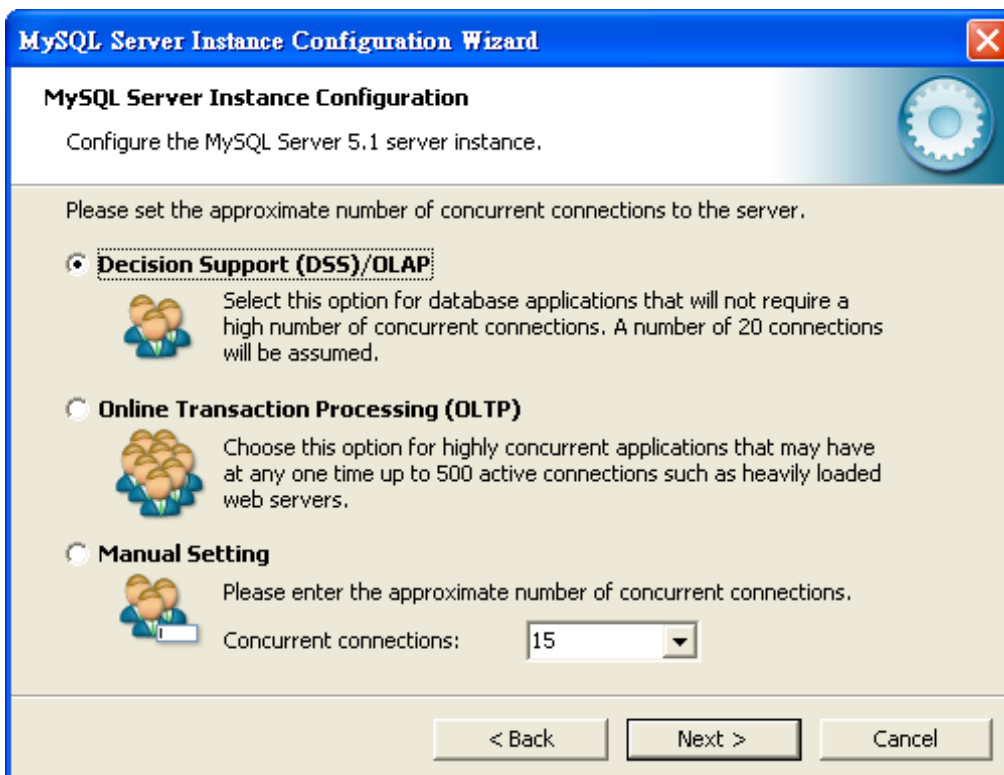 MySQL Server Instance Configuration Wizard
MySQL Server Instance Configuration
Configure the MySQL Server 5.1 server instance.
Please set the approximate number of concurrent connections to the server.
Decision Support (DSS)/OLAP
Select this option for database applications that will not require a
high number of concurrent connections. A number of 20 connections
will be assumed.
Online Transaction Processing (OLTP)
Choose this option for highly concurrent applications that may have
at any one time up to 500 active connections such as heavily loaded
web servers.
Manual Setting
Please enter the approximate number of concurrent connections.
Concurrent connections: 15
< Back Next > Cancel